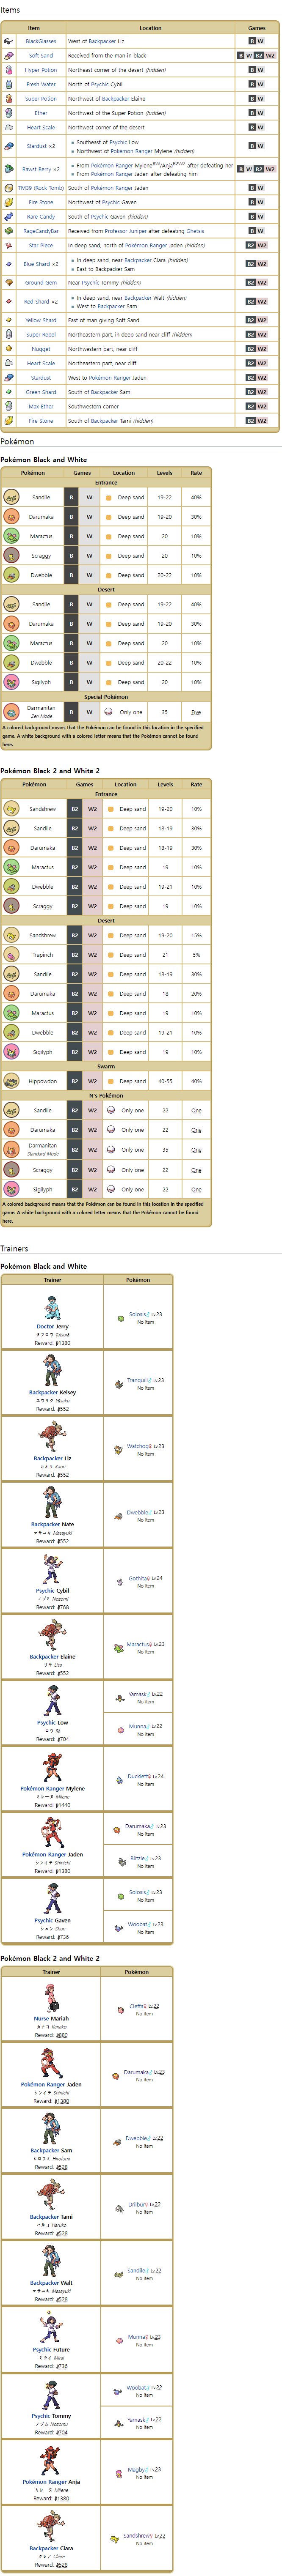 Items
Item Location Games
BlackGlasses West of Backpacker Liz B W
Soft Sand Received from the man in black B W B2 W2
Hyper Potion Northeast corner of the desert (hidden) B W
Fresh Water North of Psychic Cybil B W
Super Potion Northwest of Backpacker Elaine B W
Ether Northwest of the Super Potion (hidden) B W
Heart Scale Northwest corner of the desert B W
Stardust ×2 Southeast of Psychic Low B W
Northwest of Pokémon Ranger Mylene (hidden)
Rawst Berry ×2 From Pokémon Ranger MyleneBW/AnjaB2W2 after defeating her B W B2 W2
From Pokémon Ranger Jaden after defeating him
TM39 (Rock Tomb) South of Pokémon Ranger Jaden B W
Fire Stone Northwest of Psychic Gaven B W
Rare Candy South of Psychic Gaven (hidden) B W
RageCandyBar Received from Professor Juniper after defeating Ghetsis B W
Star Piece In deep sand, north of Pokémon Ranger Jaden (hidden) B2 W2
Blue Shard ×2 In deep sand, near Backpacker Clara (hidden) B2 W2
East to Backpacker Sam
Ground Gem Near Psychic Tommy (hidden) B2 W2
Red Shard ×2 In deep sand, near Backpacker Walt (hidden) B2 W2
West to Backpacker Sam
Yellow Shard East of man giving Soft Sand B2 W2
Super Repel Northeastern part, in deep sand near cliff (hidden) B2 W2
Nugget Northwestern part, near cliff B2 W2
Heart Scale Northeastern part, near cliff B2 W2
Stardust West to Pokémon Ranger Jaden B2 W2
Green Shard South of Backpacker Sam B2 W2
Max Ether Southwestern corner B2 W2
Fire Stone South of Backpacker Tami (hidden) B2 W2
Pokémon
Pokémon Black and White
Pokémon Games Location Levels Rate
Entrance
Sandile B W Deep sand 19-22 40%
Darumaka B W Deep sand 19-20 30%
Maractus B W Deep sand 20 10%
Scraggy B W Deep sand 20 10%
Dwebble B W Deep sand 20-22 10%
Desert
Sandile B W Deep sand 19-22 40%
Darumaka B W Deep sand 19-20 30%
Maractus B W Deep sand 20 10%
Dwebble B W Deep sand 20-22 10%
Sigilyph B W Deep sand 20 10%
Special Pokémon
Darmanitan B W Only one 35 Five
Zen Mode
A colored background means that the Pokémon can be found in this location in the specified
game. A white background with a colored letter means that the Pokémon cannot be found
here.
Pokémon Black 2 and White 2
Pokémon Games Location Levels Rate
Entrance
Sandshrew B2 W2 Deep sand 19-20 10%
Sandile B2 W2 Deep sand 18-19 30%
Darumaka B2 W2 Deep sand 18-19 30%
Maractus B2 W2 Deep sand 19 10%
Dwebble B2 W2 Deep sand 19-21 10%
Scraggy B2 W2 Deep sand 19 10%
Desert
Sandshrew B2 W2 Deep sand 19-20 15%
Trapinch B2 W2 Deep sand 21 5%
Sandile B2 W2 Deep sand 18-19 30%
Darumaka B2 W2 Deep sand 18 20%
Maractus B2 W2 Deep sand 19 10%
Dwebble B2 W2 Deep sand 19-21 10%
Sigilyph B2 W2 Deep sand 19 10%
Swarm
Hippowdon B2 W2 Deep sand 40-55 40%
N's Pokémon
Sandile B2 W2 Only one 22 One
Darumaka B2 W2 Only one 22 One
Darmanitan B2 W2 Only one 35 One
Standard Mode
Scraggy B2 W2 Only one 22 One
Sigilyph B2 W2 Only one 22 One
A colored background means that the Pokémon can be found in this location in the specified
game. A white background with a colored letter means that the Pokémon cannot be found
here.
Trainers
Pokémon Black and White
Trainer Pokémon
Solosis♂ Lv.23
No item
Doctor Jerry
タツロウ Tatsurō
Reward: 1380
Tranquill♂ Lv.23
No item
Backpacker Kelsey
ユウサク Yūsaku
Reward: 552
Watchog♀ Lv.23
No item
Backpacker Liz
カオリ Kaori
Reward: 552
Dwebble♂ Lv.23
No item
Backpacker Nate
マサユキ Masayuki
Reward: 552
Gothita♀ Lv.24
No item
Psychic Cybil
ノゾミ Nozomi
Reward: 768
Maractus♀ Lv.23
No item
Backpacker Elaine
リサ Lisa
Reward: 552
Yamask♂ Lv.22
No item
Munna♀ Lv.22
No item
Psychic Low
ロウ Rō
Reward: 704
Ducklett♀ Lv.24
No item
Pokémon Ranger Mylene
ミレーヌ Milene
Reward: 1440
Darumaka♂ Lv.23
No item
Blitzle♂ Lv.23
No item
Pokémon Ranger Jaden
シンイチ Shinichi
Reward: 1380
Solosis♂ Lv.23
No item
Woobat♂ Lv.23
No item
Psychic Gaven
シュン Shun
Reward: 736
Pokémon Black 2 and White 2
Trainer Pokémon
Cleffa♀ Lv.22
No item
Nurse Mariah
カナコ Kanako
Reward: 880
Darumaka♂ Lv.23
No item
Pokémon Ranger Jaden
シンイチ Shinichi
Reward: 1380
Dwebble♂ Lv.22
No item
Backpacker Sam
ヒロフミ Hirofumi
Reward: 528
Drilbur♀ Lv.22
No item
Backpacker Tami
ハルコ Haruko
Reward: 528
Sandile♂ Lv.22
No item
Backpacker Walt
マサユキ Masayuki
Reward: 528
Munna♀ Lv.23
No item
Psychic Future
ミライ Mirai
Reward: 736
Woobat♂ Lv.22
No item
Yamask♂ Lv.22
No item
Psychic Tommy
ノゾム Nozomu
Reward: 704
Magby♀ Lv.23
No item
Pokémon Ranger Anja
ミレーヌ Milene
Reward: 1380
Sandshrew♀ Lv.22
No item
Backpacker Clara
クレア Claire
Reward: 528